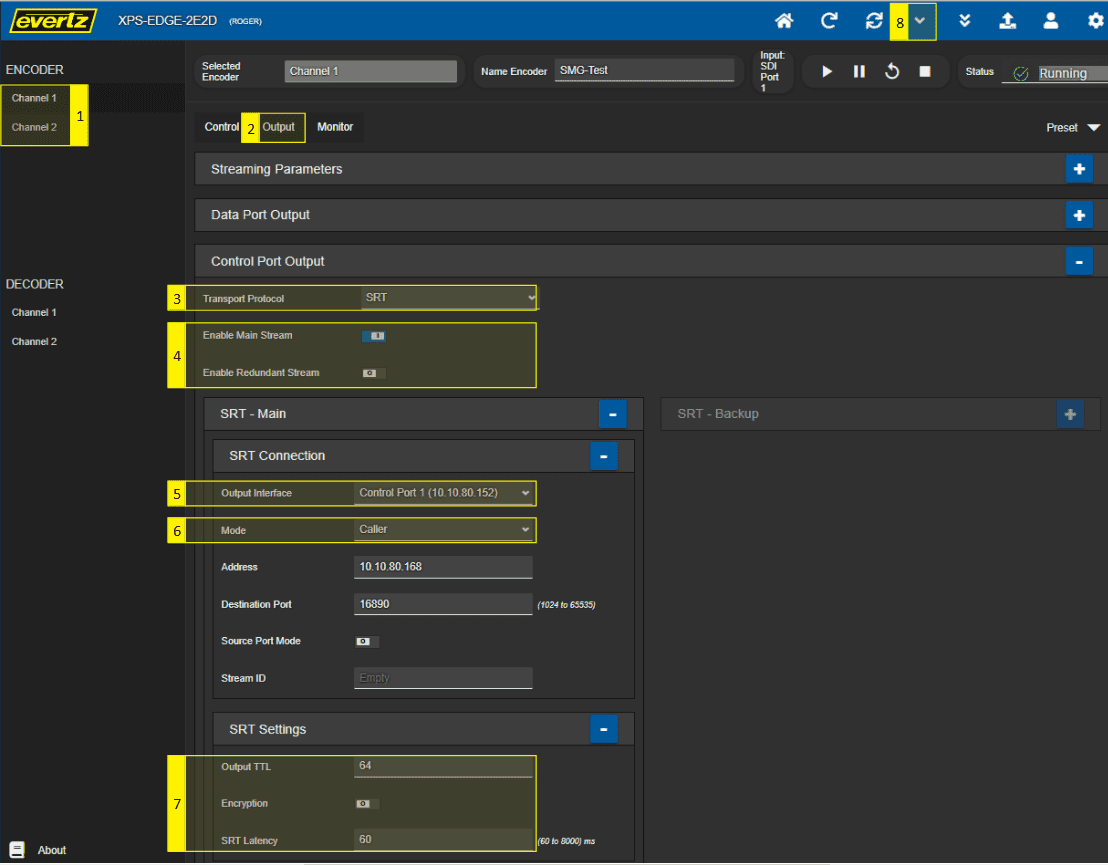 evertz XPS-EDGE-2E2D (ROGER) 8
ENCODER
Channel 1
Channel 2
1
Selected
Encoder
Channel 1
Name Encoder SMG-Test
Input:
SDI
Port
1
Status Running
Control 2 Output Monitor
Preset
Streaming Parameters
Data Port Output
Control Port Output
DECODER
Channel 1
Channel 2
3 Transport Protocol SRT
4
Enable Main Stream
Enable Redundant Stream
SRT - Main
SRT - Backup
SRT Connection
5 Output Interface Control Port 1 (10.10.80.152)
6 Mode Caller
Address 10.10.80.168
Destination Port 16890 (1024 to 65535)
Source Port Mode
Stream ID Empty
SRT Settings
7
Output TTL 64
Encryption
SRT Latency 60 (60 to 8000) ms
About